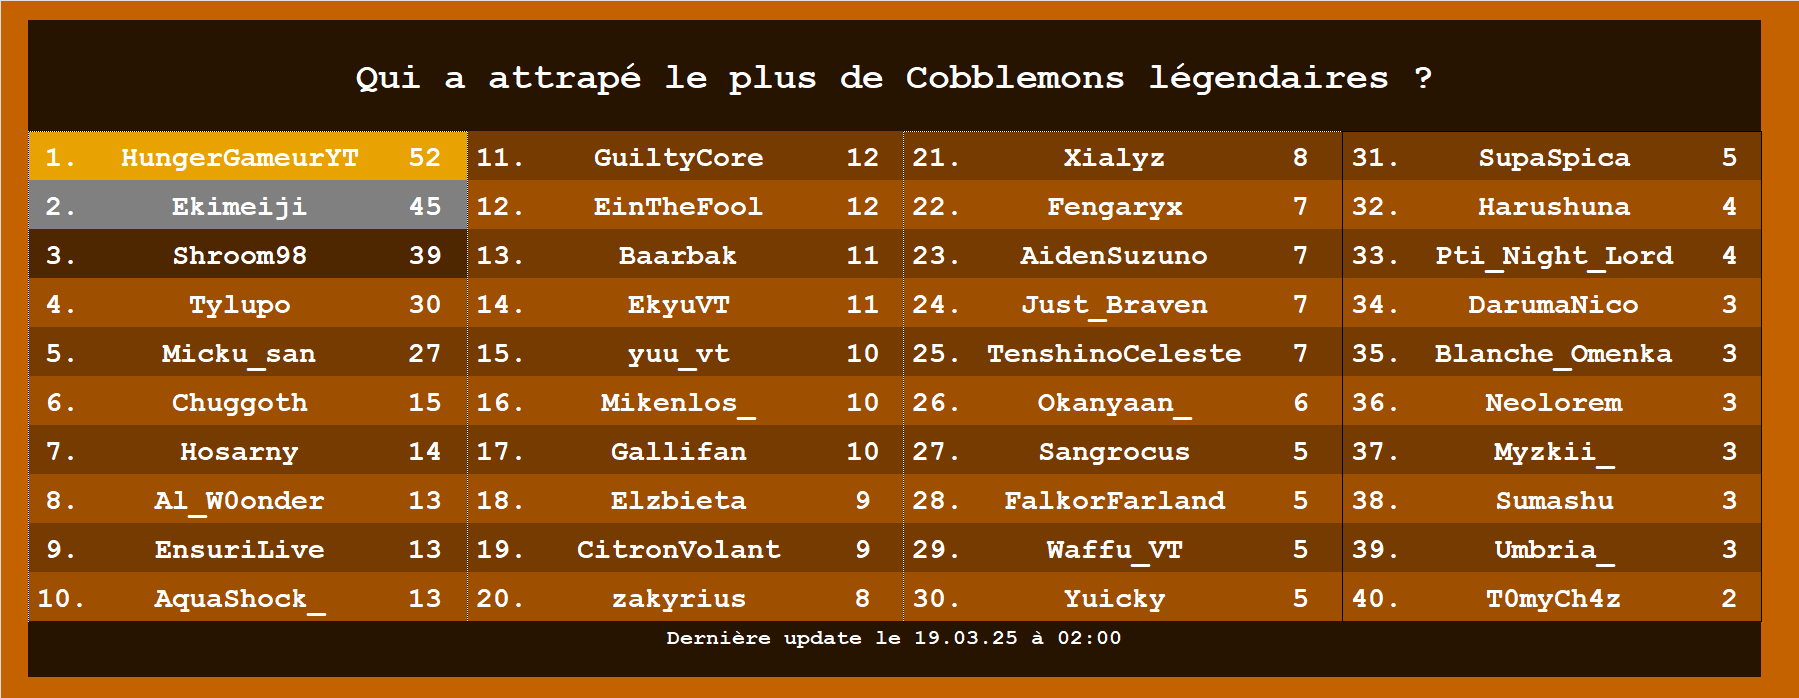 Qui a attrapé le plus de Cobblemons légendaires ?
1. HungerGameurYT 52
2. Ekimeiji 45
3. Shroom98 39
4. Tylupo 30
5. Micku_san 27
6. Chuggoth 15
7. Hosarny 14
8. Al_W0onder 13
9. EnsuriLive 13
10. AquaShock_ 13
11. GuiltyCore 12
12. EinTheFool 12
13. Baarbak 11
14. EkyuVT 11
15. yuu_vt 10
16. Mikenlos_ 10
17. Gallifan 10
18. Elzbieta 9
19. CitronVolant 9
20. zakyrius 8
21. Xialyz 8
22. Fengaryx 7
23. AidenSuzuno 7
24. Just_Braven 7
25. TenshinoCeleste 7
26. Okanyaan_ 6
27. Sangrocus 5
28. FalkorFarland 5
29. Waffu_VT 5
30. Yuicky 5
31. SupaSpica 5
32. Harushuna 4
33. Pti_Night_Lord 4
34. DarumaNico 3
35. Blanche_Omenka 3
36. Neolorem 3
37. Myzkii_ 3
38. Sumashu 3
39. Umbria_ 3
40. T0myCh4z 2
Dernière update le 19.03.25 à 02:00